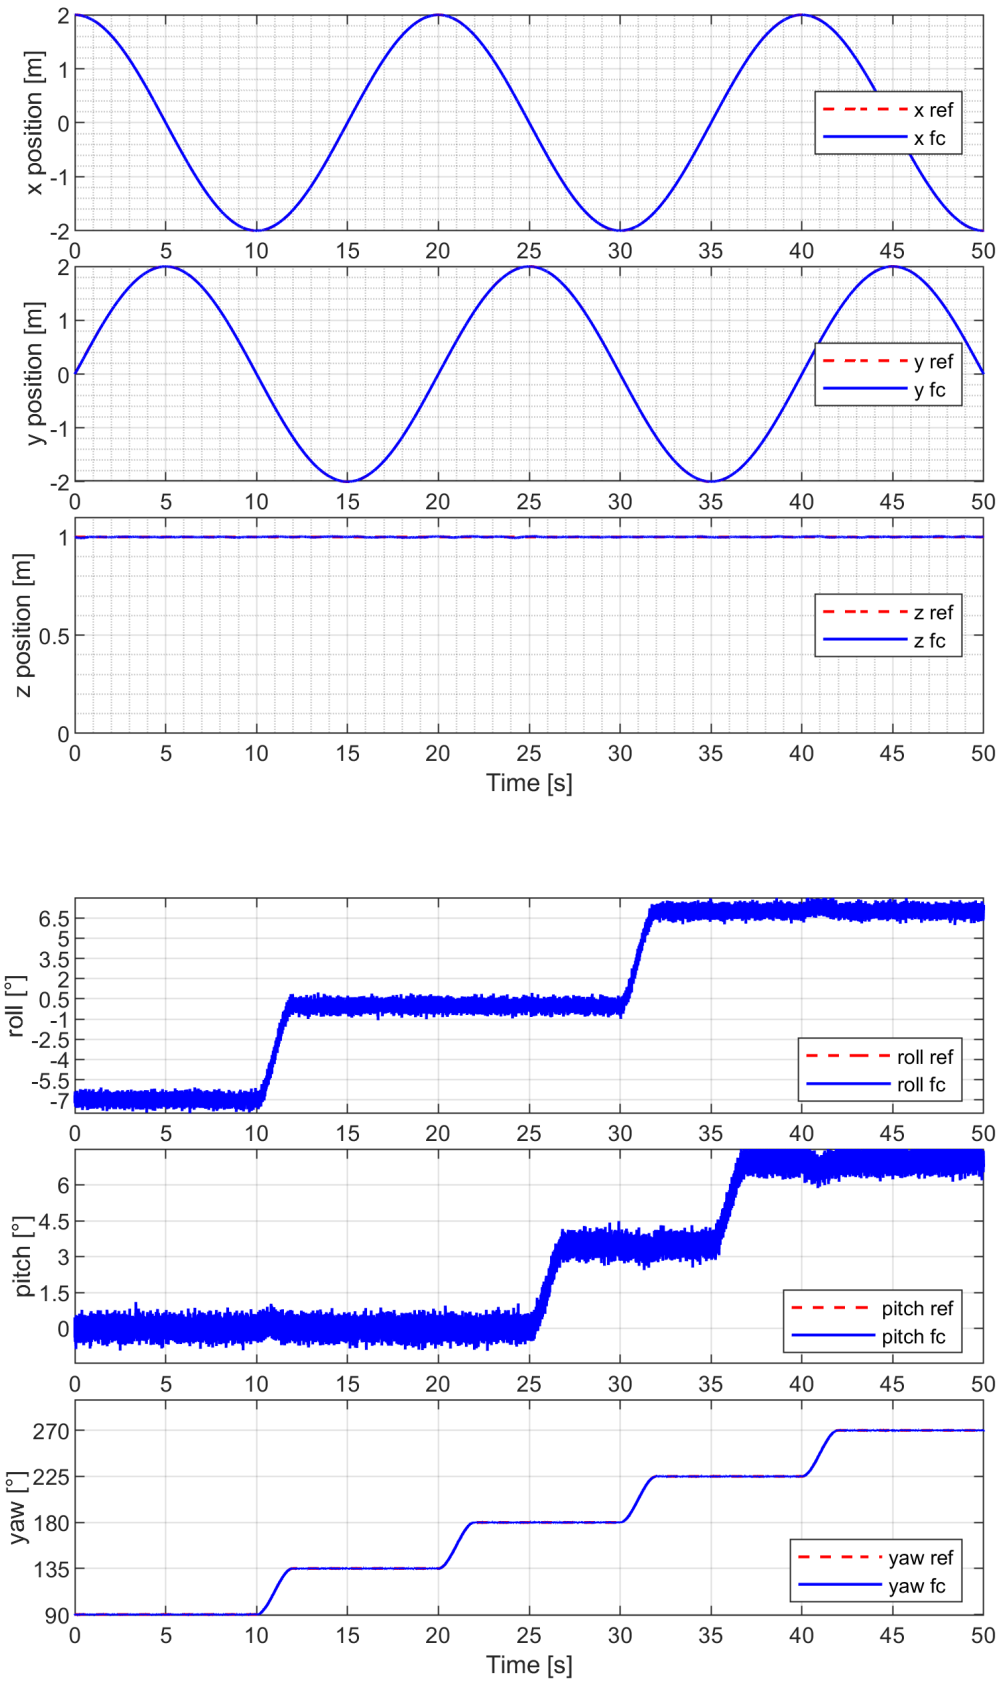 x position [m]
2
1
0
-1
-2
x ref
x fc
0 5 10 15 20 25 30 35 40 45 50
y position [m]
2
1
0
-1
-2
y ref
y fc
0 5 10 15 20 25 30 35 40 45 50
z position [m]
1
0.5
0
z ref
z fc
0 5 10 15 20 25 30 35 40 45 50
Time [s]
roll [°]
6.5
5
3.5
2
0.5
-1
-2.5
-4
-5.5
-7
roll ref
roll fc
0 5 10 15 20 25 30 35 40 45 50
pitch [°]
6
4.5
3
1.5
0
pitch ref
pitch fc
0 5 10 15 20 25 30 35 40 45 50
yaw [°]
270
225
180
135
90
yaw ref
yaw fc
0 5 10 15 20 25 30 35 40 45 50
Time [s]